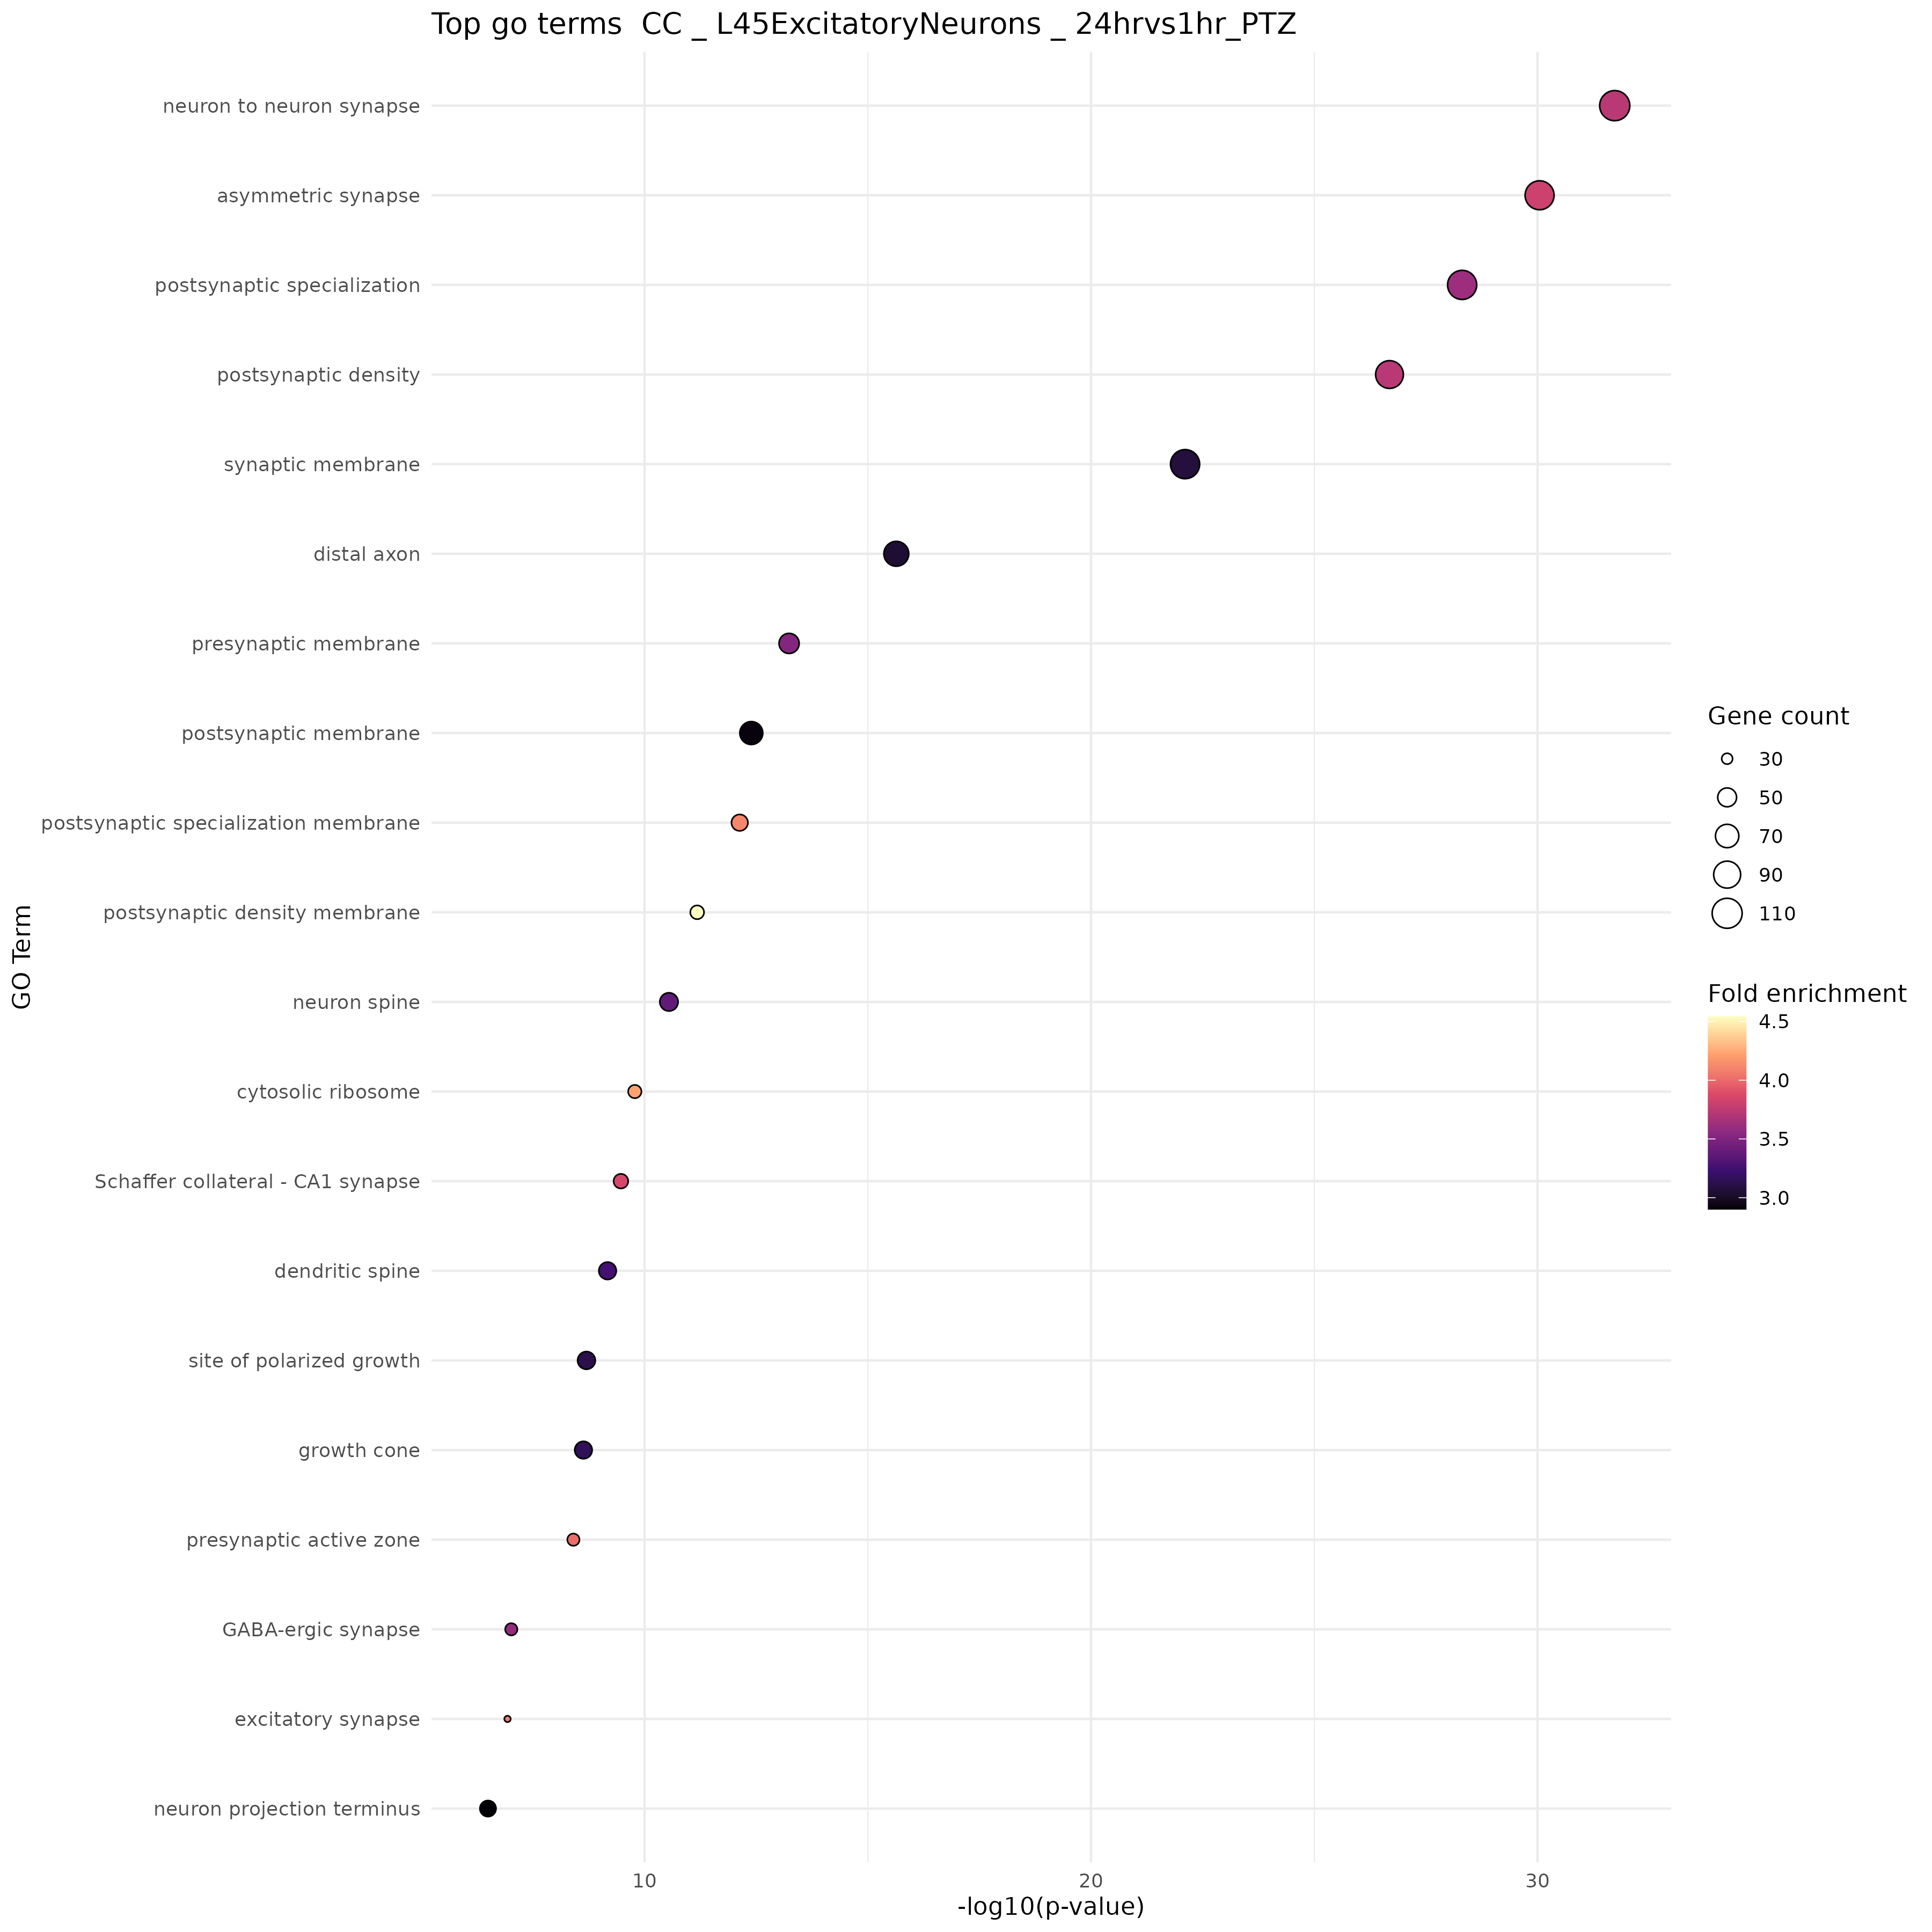 Top go terms  CC _ L45ExcitatoryNeurons _ 24hrvs1hr_PTZ
neuron to neuron synapse
asymmetric synapse
postsynaptic specialization
postsynaptic density
synaptic membrane
distal axon
presynaptic membrane
postsynaptic membrane
postsynaptic specialization membrane
postsynaptic density membrane
neuron spine
cytosolic ribosome
Schaffer collateral - CA1 synapse
dendritic spine
site of polarized growth
growth cone
presynaptic active zone
GABA-ergic synapse
excitatory synapse
neuron projection terminus
GO Term
10
20
30
-log10(p-value)
Gene count
30
50
70
90
110
Fold enrichment
4.5
4.0
3.5
3.0